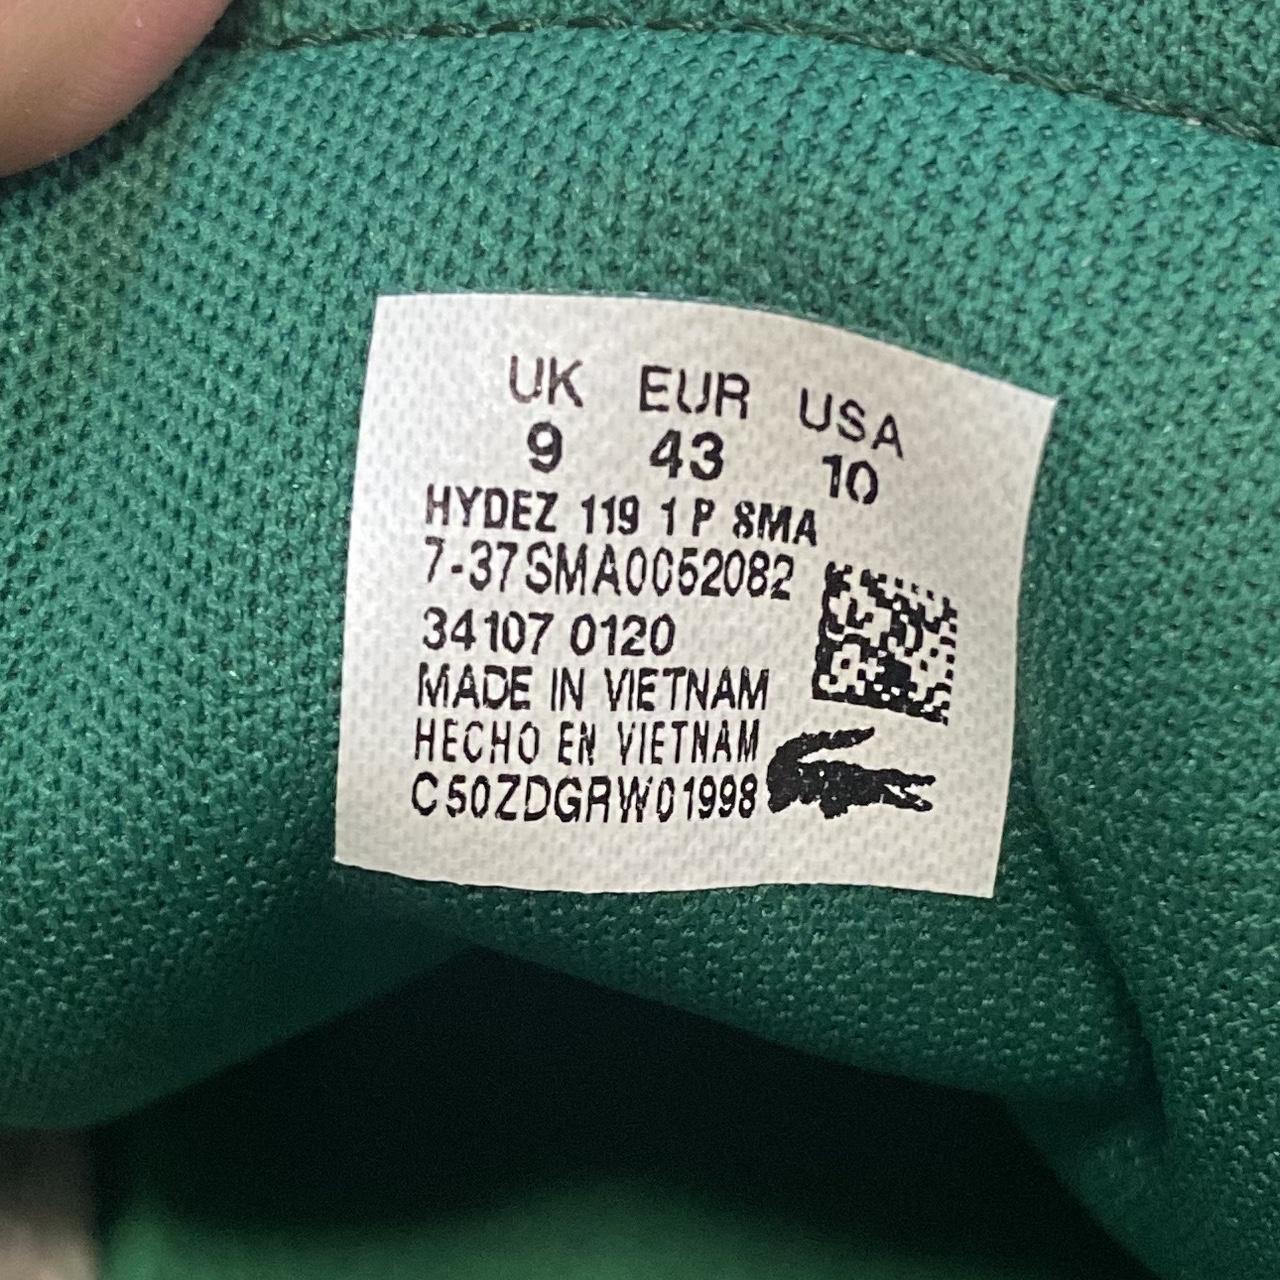 UK EUR USA
9 43 10
HYDEZ 119 1 P SMA
7-37SMA0052082
34107 0120
MADE IN VIETNAM
HECHO EN VIETNAM
C50ZDGRW01998